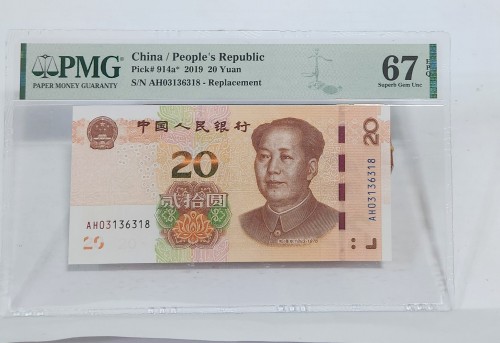 PMG
PAPER MONEY GUARANTY
China / People's Republic
Pick# 914a* 2019 20 Yuan
S/N AH03136318 - Replacement
67
EPQ
Superb Gem Unc
中国人民银行
20
20
贰拾圆
AH03136318
AH03136318
20